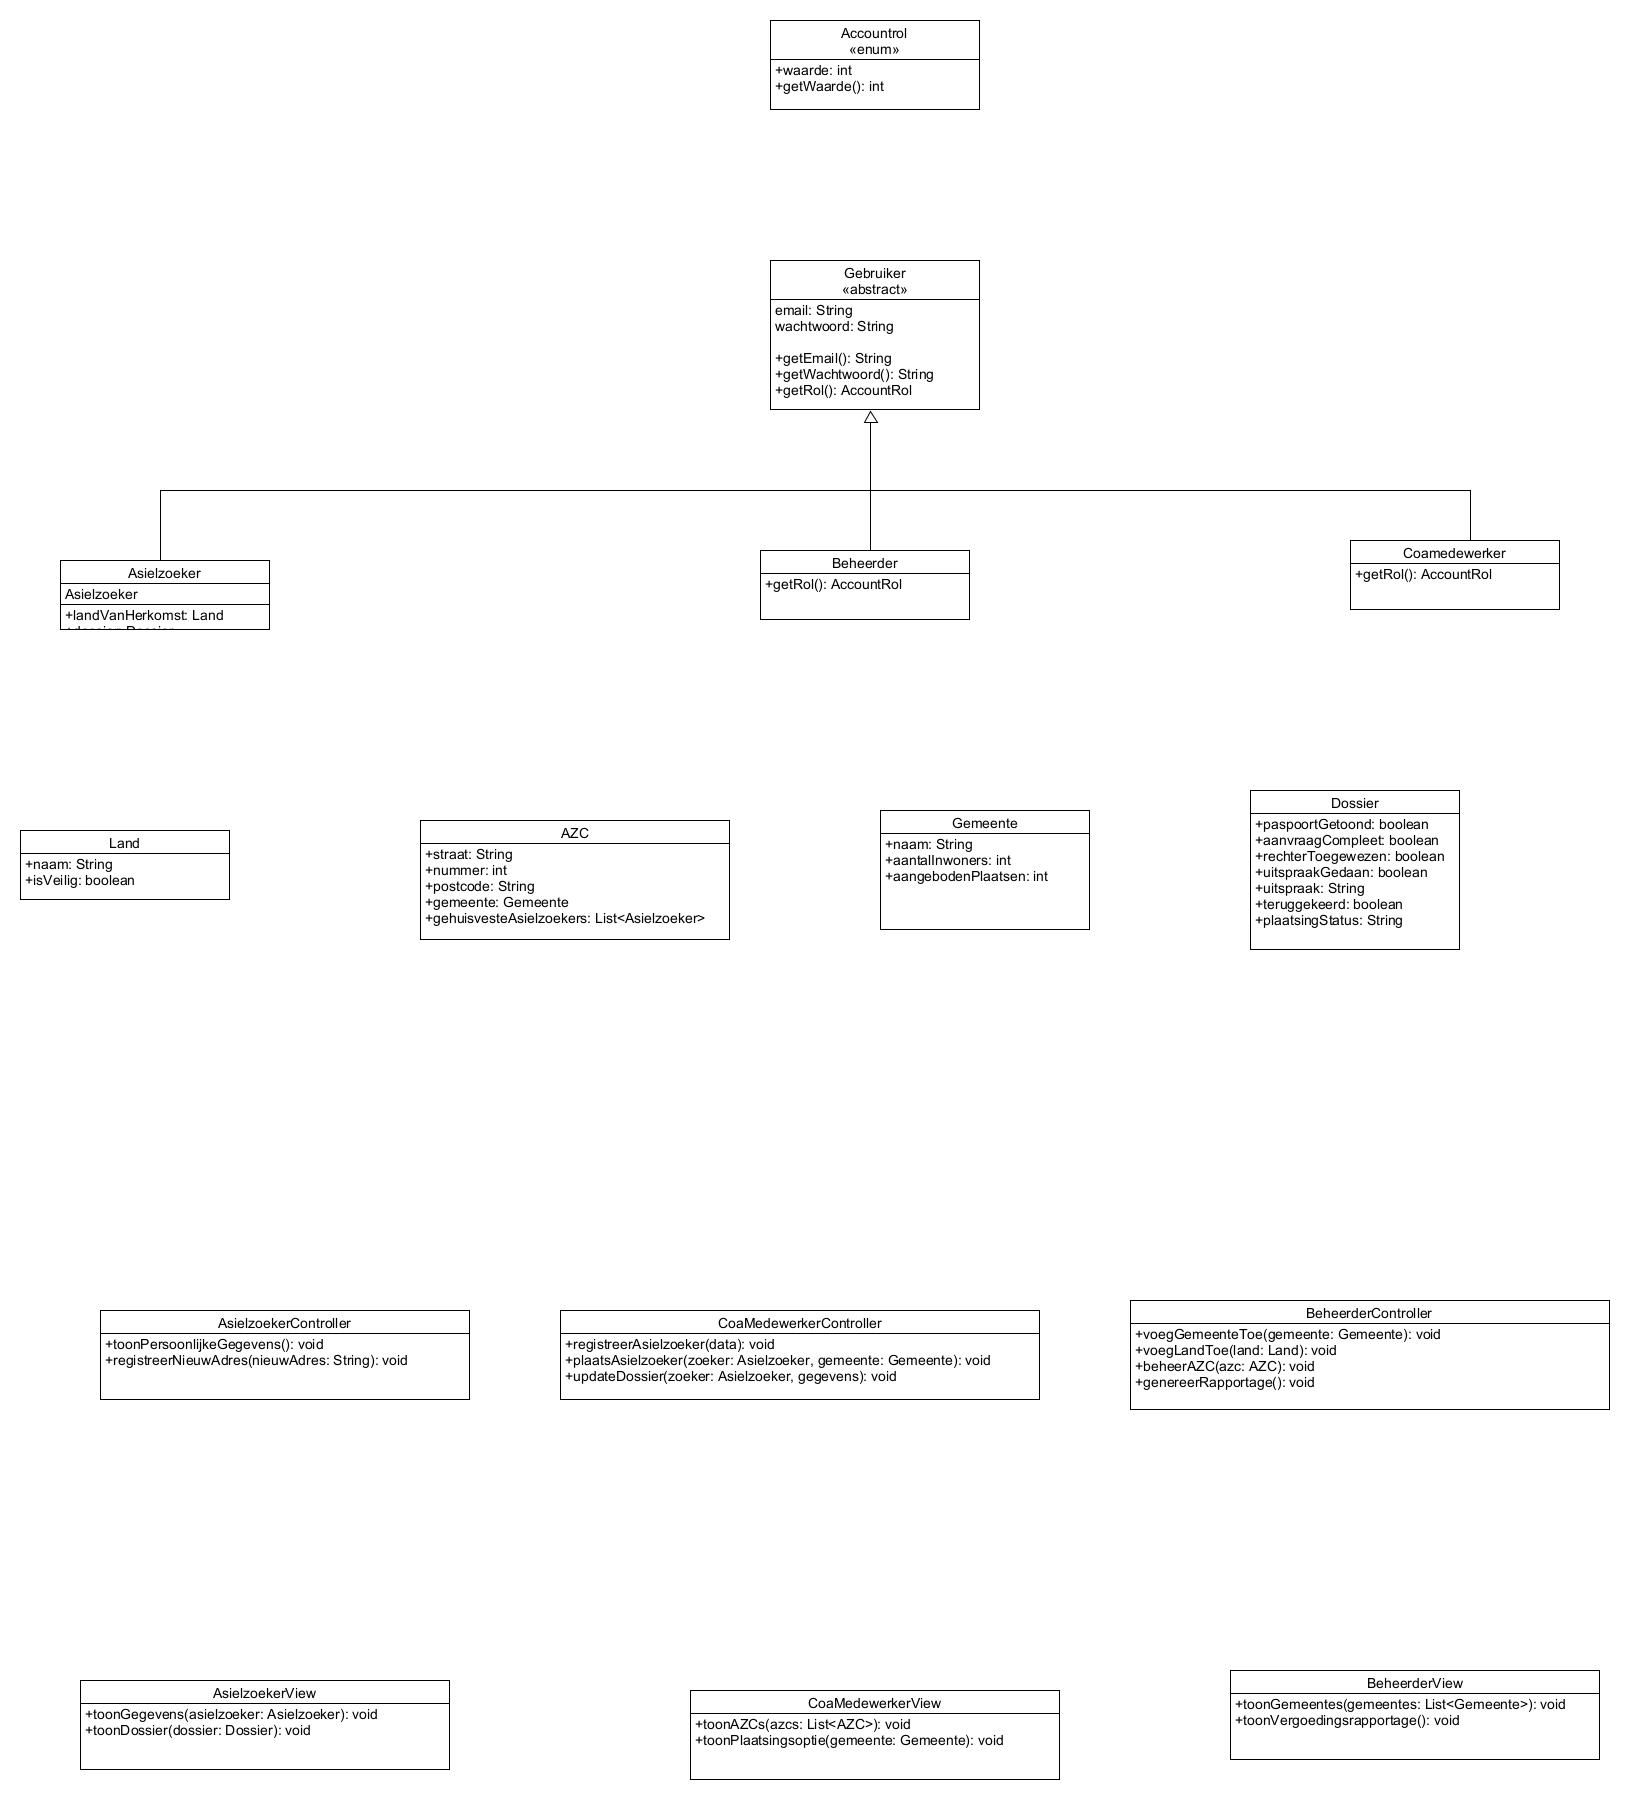 Accountrol
«enum»
+waarde: int
+getWaarde(): int
Gebruiker
«abstract»
email: String
wachtwoord: String
+getEmail(): String
+getWachtwoord(): String
+getRol(): AccountRol
Asielzoeker
Asielzoeker
+landVanHerkomst: Land
Beheerder
+getRol(): AccountRol
Coamedewerker
+getRol(): AccountRol
Land
+naam: String
+isVeilig: boolean
AZC
+straat: String
+nummer: int
+postcode: String
+gemeente: Gemeente
+gehuisvesteAsielzoekers: List<Asielzoeker>
Gemeente
+naam: String
+aantalInwoners: int
+aangebodenPlaatsen: int
Dossier
+paspoortGetoond: boolean
+aanvraagCompleet: boolean
+rechterToegewezen: boolean
+uitspraakGedaan: boolean
+uitspraak: String
+teruggekeerd: boolean
+plaatsingStatus: String
AsielzoekerController
+toonPersoonlijkeGegevens(): void
+registreerNieuwAdres(nieuwAdres: String): void
CoaMedewerkerController
+registreerAsielzoeker(data): void
+plaatsAsielzoeker(zoeker: Asielzoeker, gemeente: Gemeente): void
+updateDossier(zoeker: Asielzoeker, gegevens): void
BeheerderController
+voegGemeenteToe(gemeente: Gemeente): void
+voegLandToe(land: Land): void
+beheerAZC(azc: AZC): void
+genereerRapportage(): void
AsielzoekerView
+toonGegevens(asielzoeker: Asielzoeker): void
+toonDossier(dossier: Dossier): void
CoaMedewerkerView
+toonAZCs(azcs: List<AZC>): void
+toonPlaatsingsoptie(gemeente: Gemeente): void
BeheerderView
+toonGemeentes(gemeentes: List<Gemeente>): void
+toonVergoedingsrapportage(): void